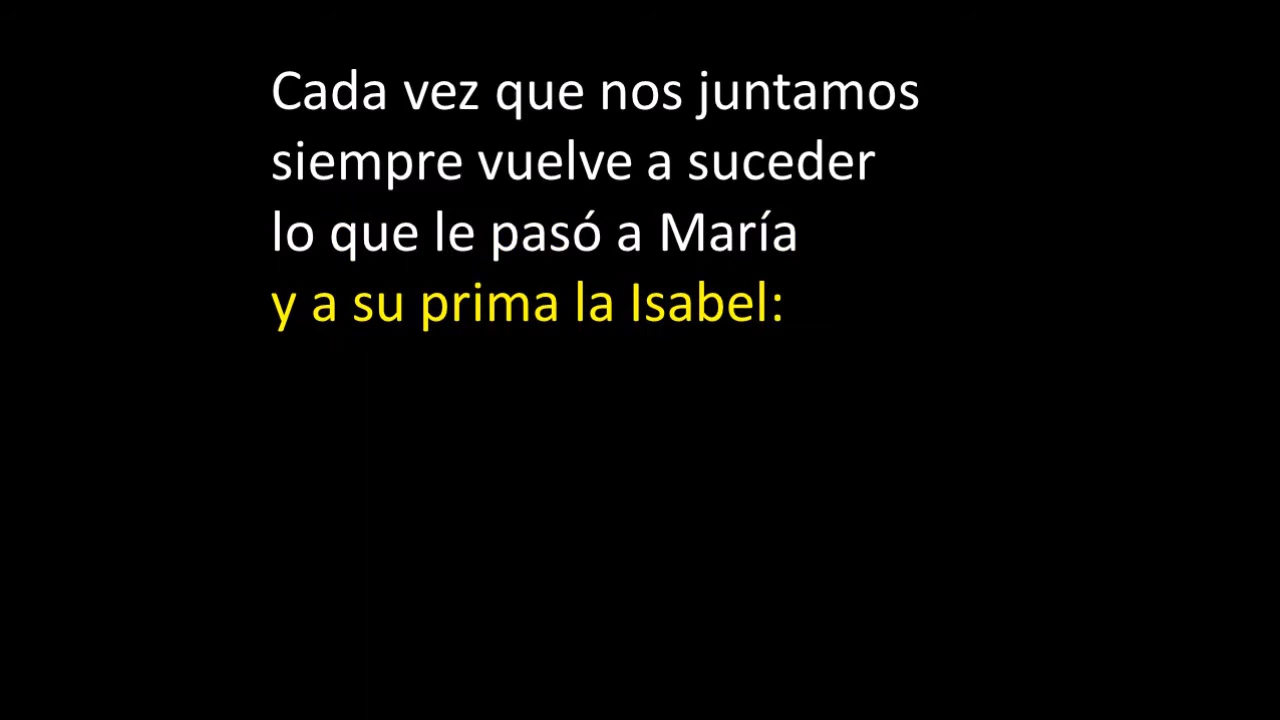 Cada vez que nos juntamos
siempre vuelve a suceder
lo que le pasó a María
y a su prima la Isabel: